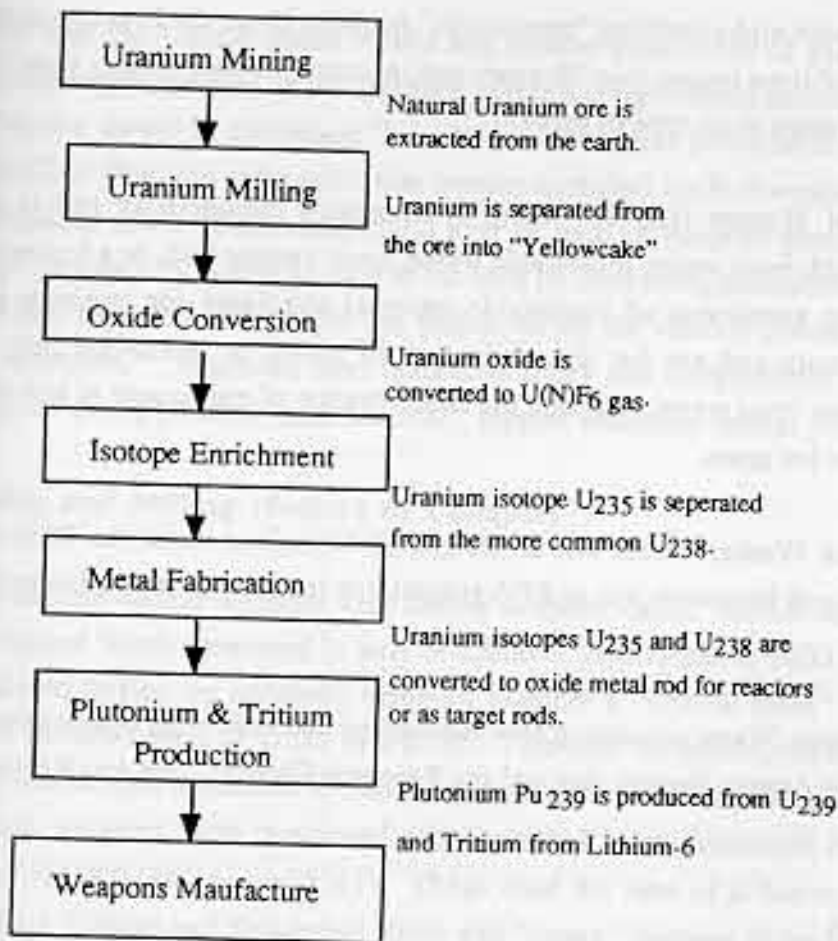 Uranium Mining
Natural Uranium ore is
extracted from the earth.
Uranium Milling
Uranium is separated from
the ore into "Yellowcake"
Oxide Conversion
Uranium oxide is
converted to U(N)F6 gas.
Isotope Enrichment
Uranium isotope U235 is seperated
from the more common U238.
Metal Fabrication
Uranium isotopes U235 and U238 are
converted to oxide metal rod for reactors
or as target rods.
Plutonium & Tritium
Production
Plutonium Pu239 is produced from U239
and Tritium from Lithium-6
Weapons Maufacture